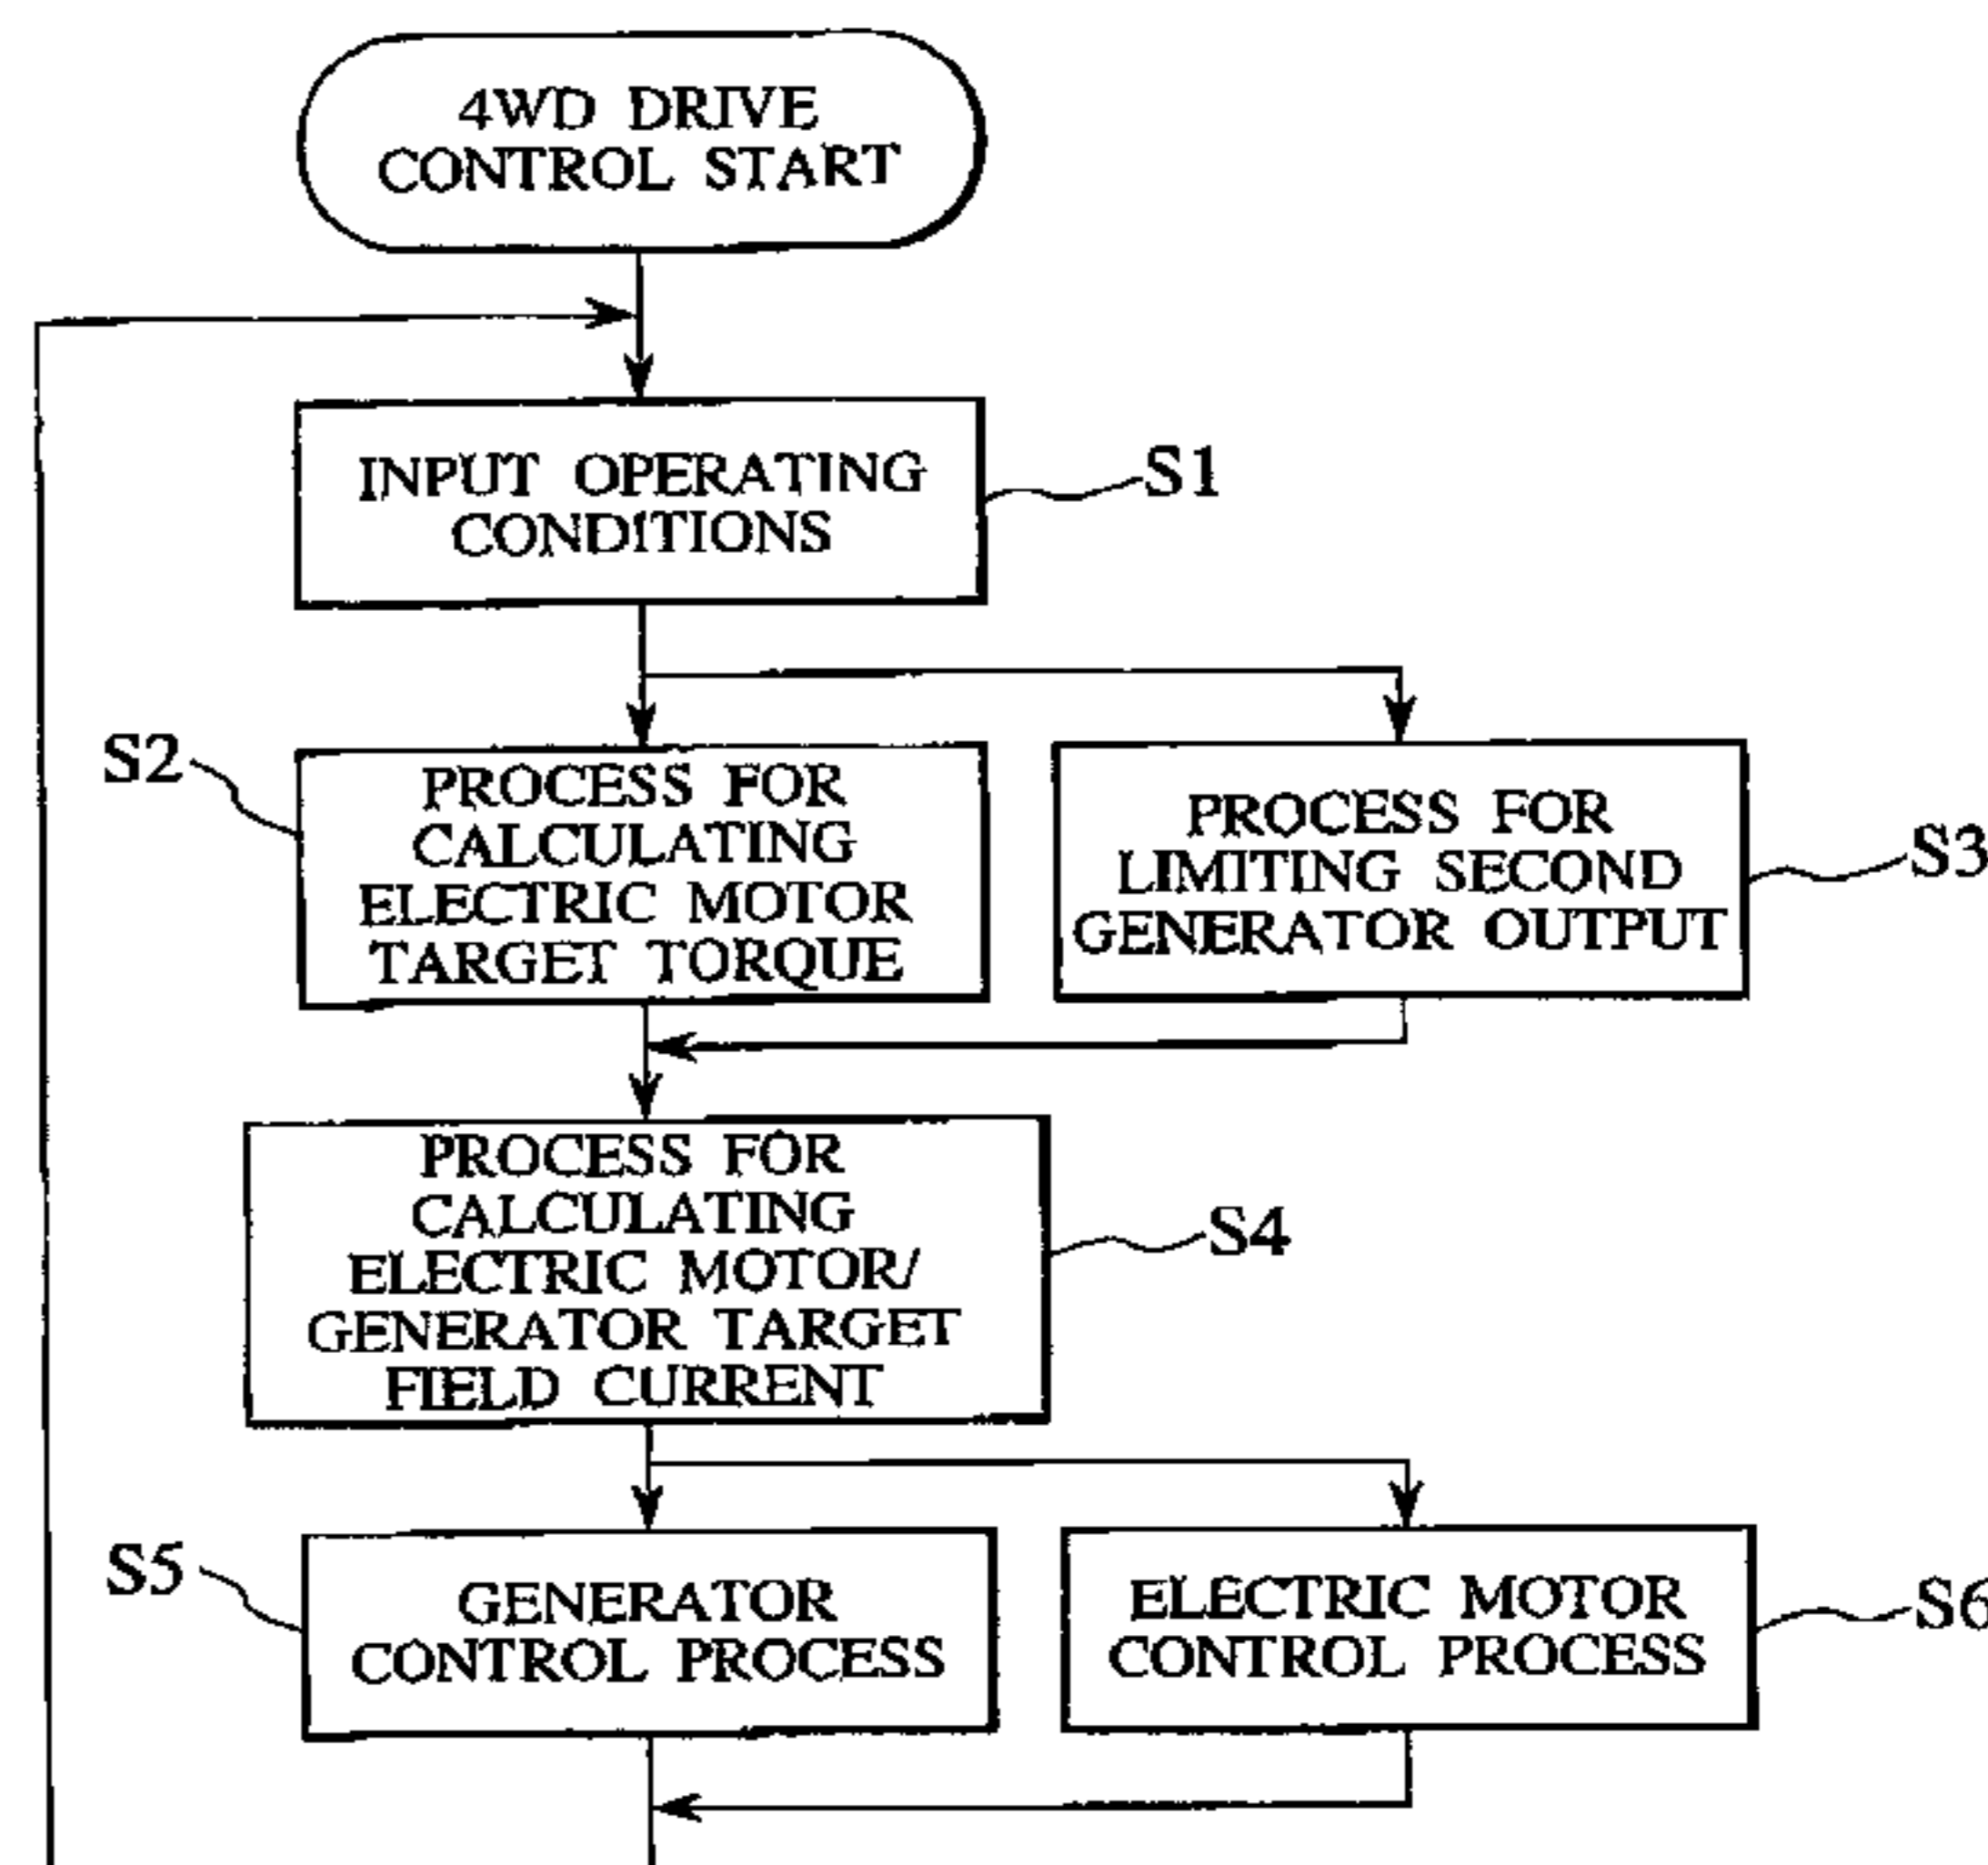 4WD DRIVE
CONTROL START
INPUT OPERATING
CONDITIONS
S1
S2
PROCESS FOR
CALCULATING
ELECTRIC MOTOR
TARGET TORQUE
PROCESS FOR
LIMITING SECOND
GENERATOR OUTPUT
S3
PROCESS FOR
CALCULATING
ELECTRIC MOTOR/
GENERATOR TARGET
FIELD CURRENT
S4
S5
GENERATOR
CONTROL PROCESS
ELECTRIC MOTOR
CONTROL PROCESS
S6